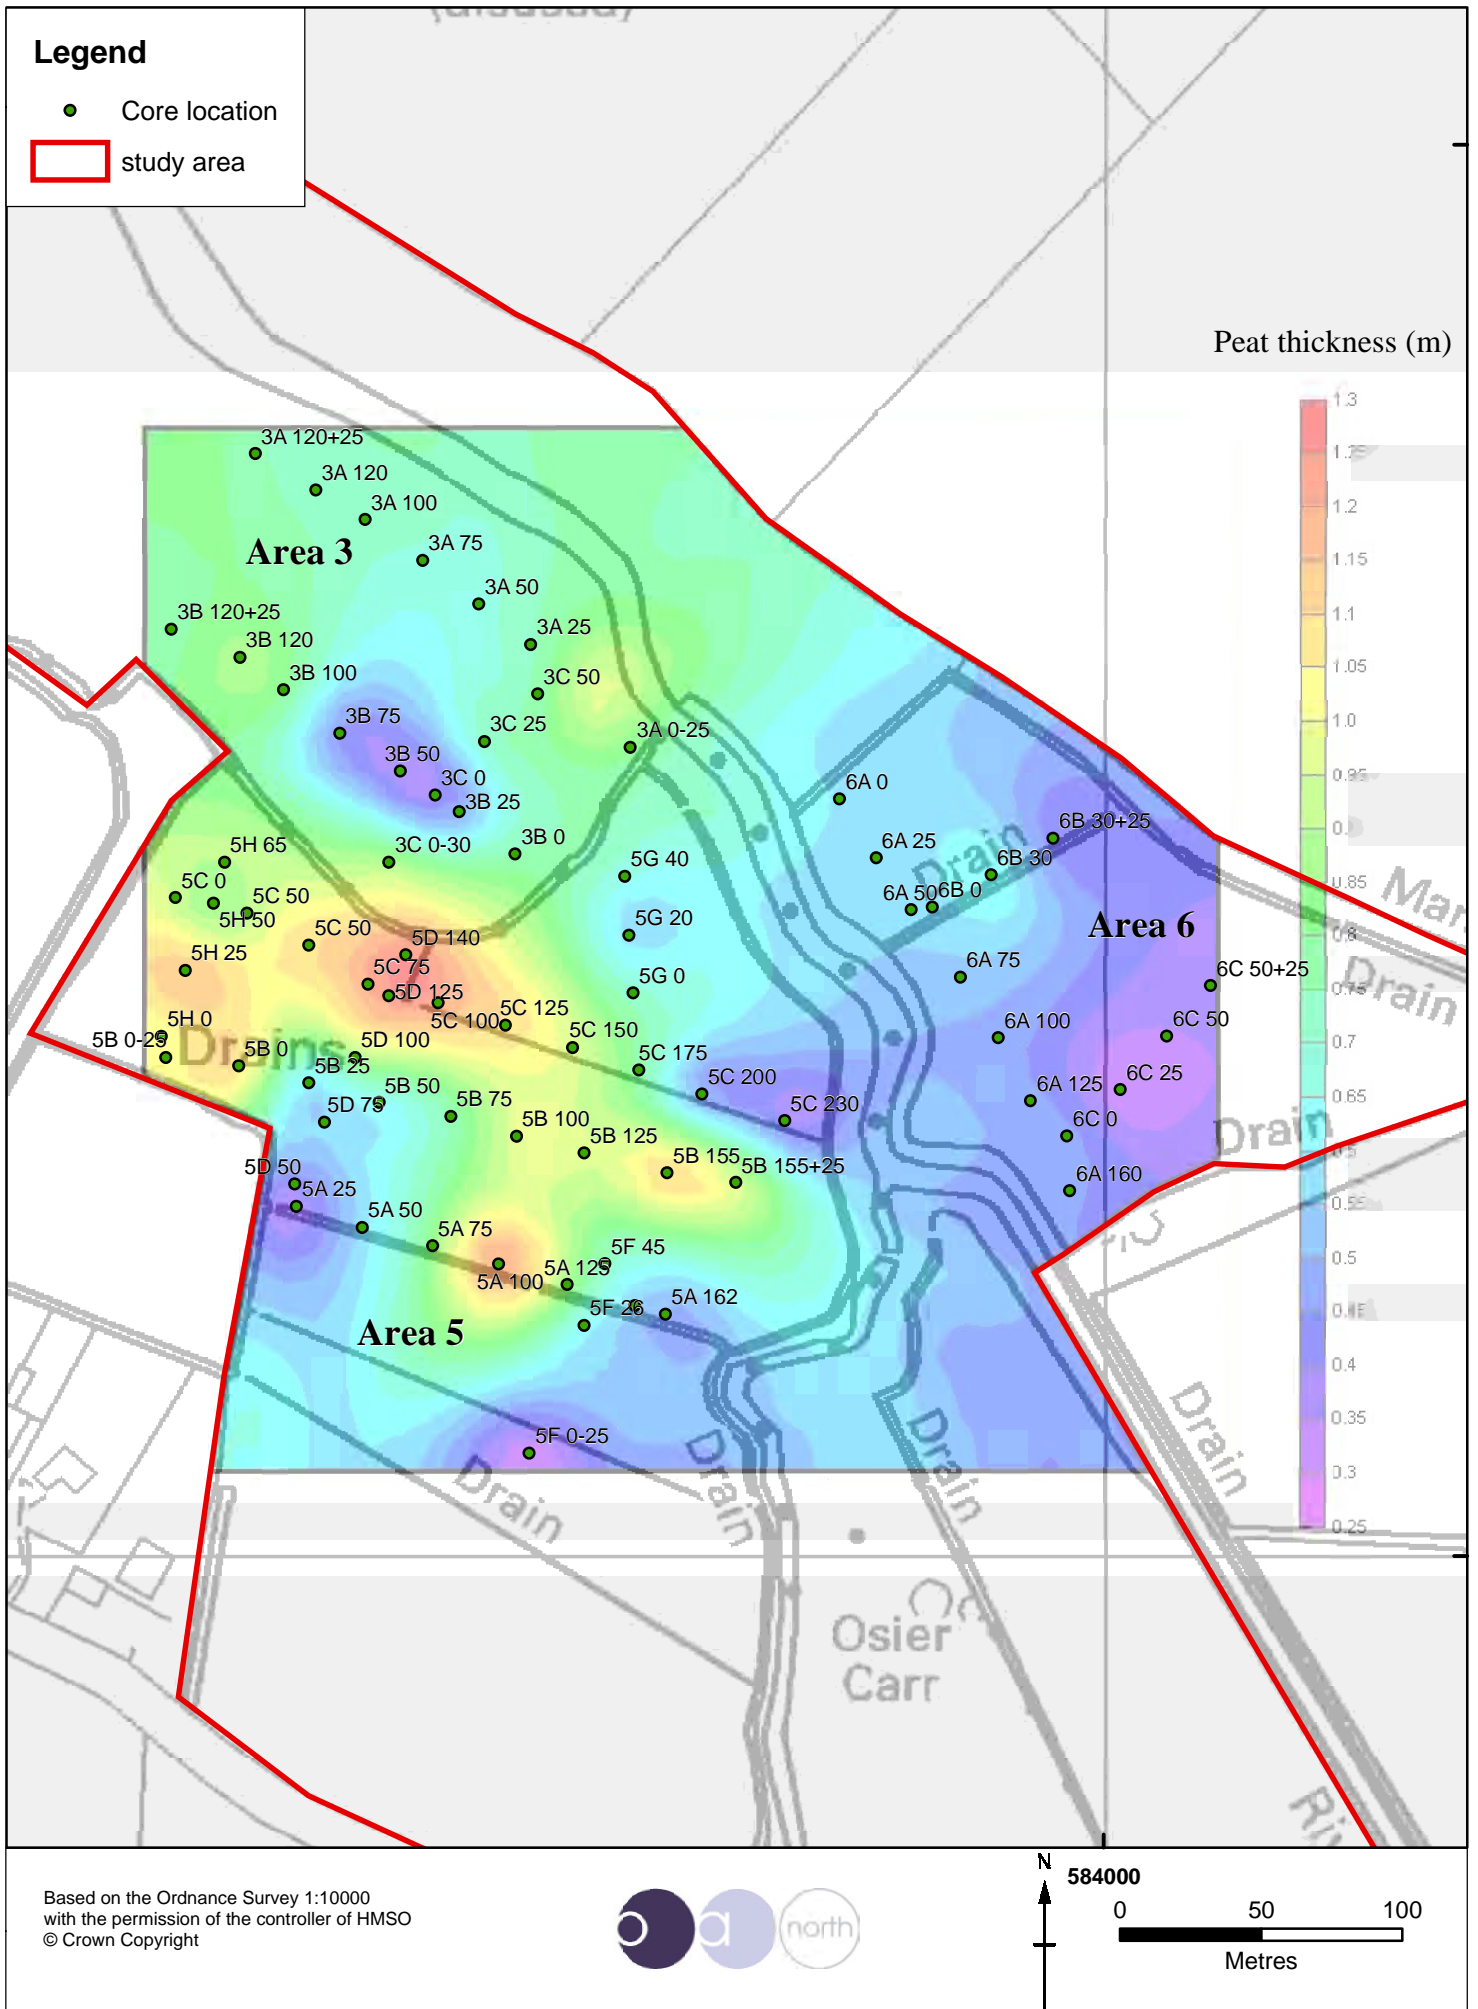 (disused)
Legend
Core location
study area
Peat thickness (m)
1.3
1.25
1.2
1.15
1.1
1.05
1.0
0.95
0.9
0.85
0.8
0.75
0.7
0.65
0.55
0.5
0.45
0.4
0.35
0.3
0.25
3A 120+25
3A 120
3A 100
Area 3
3A 75
3A 50
3B 120+25
3A 25
3B 120
3B 100
3C 50
3B 75
3C 25
3A 0-25
3B 50
3C 0
3B 25
6A 0
6B 30+25
3C 0-30
3B 0
6A 25
Drain
6B 30
5H 65
5G 40
5C 0
5C 50
5H 50
6A 50
6B 0
Area 6
5G 20
5C 50
5D 140
5H 25
5C 75
5D 125
5C 100
5G 0
6A 75
6C 50+25
Drain
5C 125
5H 0
5B 0-25
Drains
5B 0
5D 100
5C 150
6A 100
6C 50
5B 25
5C 175
5B 50
5D 75
5B 75
5C 200
6A 125
6C 25
5C 230
5B 100
5B 125
6C 0
Drain
5B 155
5B 155+25
5D 50
5A 25
6A 160
5A 50
5A 75
5F 45
5A 100
5A 125
5F 26
5A 162
Area 5
5F 0-25
Drain
Drain
Drain
Drain
Osier
Carr
Based on the Ordnance Survey 1:10000
with the permission of the controller of HMSO
© Crown Copyright
o a north
N
584000
0 50 100
Metres